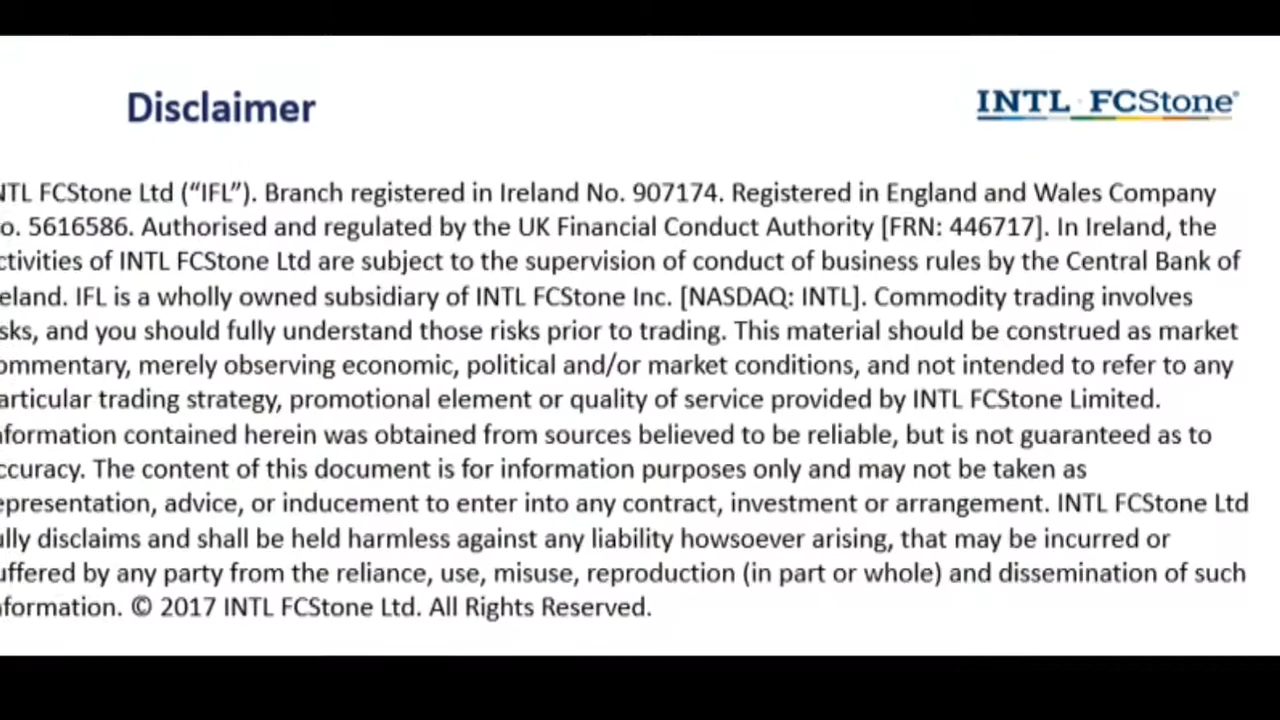 Disclaimer
INTL FCStone®
NTL FCStone Ltd (“IFL”). Branch registered in Ireland No. 907174. Registered in England and Wales Company
o. 5616586. Authorised and regulated by the UK Financial Conduct Authority [FRN: 446717]. In Ireland, the
ctivities of INTL FCStone Ltd are subject to the supervision of conduct of business rules by the Central Bank of
eland. IFL is a wholly owned subsidiary of INTL FCStone Inc. [NASDAQ: INTL]. Commodity trading involves
sks, and you should fully understand those risks prior to trading. This material should be construed as market
ommentary, merely observing economic, political and/or market conditions, and not intended to refer to any
articular trading strategy, promotional element or quality of service provided by INTL FCStone Limited.
nformation contained herein was obtained from sources believed to be reliable, but is not guaranteed as to
ccuracy. The content of this document is for information purposes only and may not be taken as
epresentation, advice, or inducement to enter into any contract, investment or arrangement. INTL FCStone Ltd
ully disclaims and shall be held harmless against any liability howsoever arising, that may be incurred or
uffered by any party from the reliance, use, misuse, reproduction (in part or whole) and dissemination of such
nformation. © 2017 INTL FCStone Ltd. All Rights Reserved.